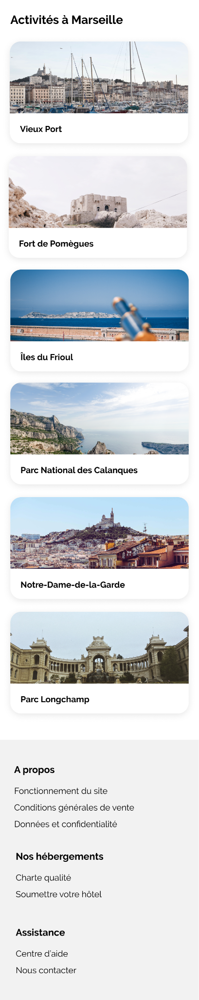 Activités à Marseille
Vieux Port
Fort de Pomègues
Îles du Frioul
Parc National des Calanques
Notre-Dame-de-la-Garde
Parc Longchamp
A propos
Fonctionnement du site
Conditions générales de vente
Données et confidentialité
Nos hébergements
Charte qualité
Soumettre votre hôtel
Assistance
Centre d'aide
Nous contacter